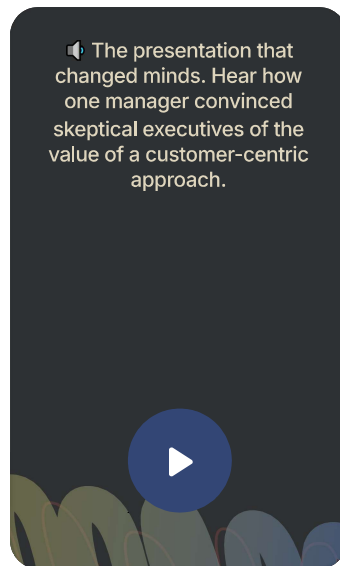 🔉 The presentation that
changed minds. Hear how
one manager convinced
skeptical executives of the
value of a customer-centric
approach.